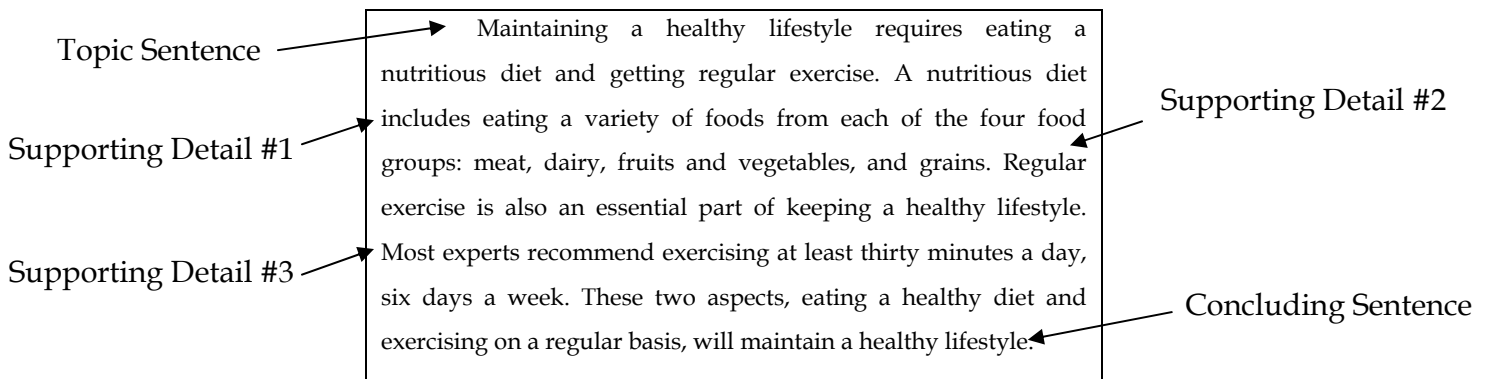 Topic Sentence
Supporting Detail #1
Supporting Detail #3
Maintaining a healthy lifestyle requires eating a
nutritious diet and getting regular exercise. A nutritious diet
includes eating a variety of foods from each of the four food
groups: meat, dairy, fruits and vegetables, and grains. Regular
exercise is also an essential part of keeping a healthy lifestyle.
Most experts recommend exercising at least thirty minutes a day,
six days a week. These two aspects, eating a healthy diet and
exercising on a regular basis, will maintain a healthy lifestyle.
Supporting Detail #2
Concluding Sentence